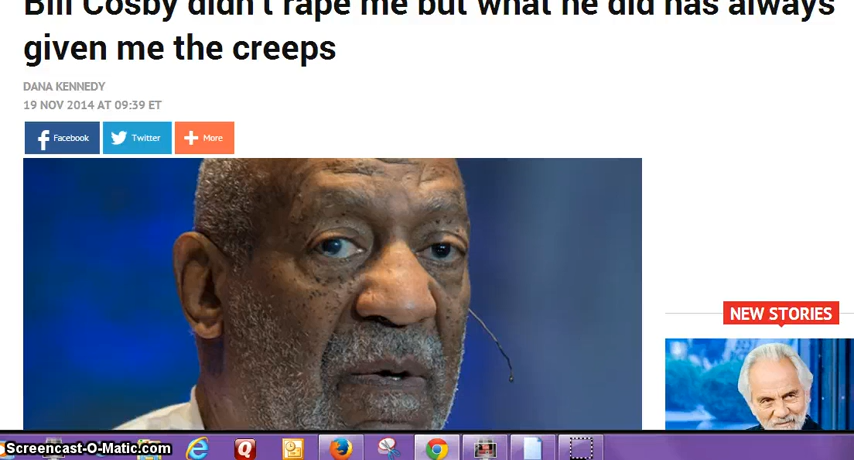 Bill Cosby didn't rape me but what he did has always
given me the creeps
DANA KENNEDY
19 NOV 2014 AT 09:39 ET
Facebook
Twitter
More
NEW STORIES
Screencast-O-Matic.com